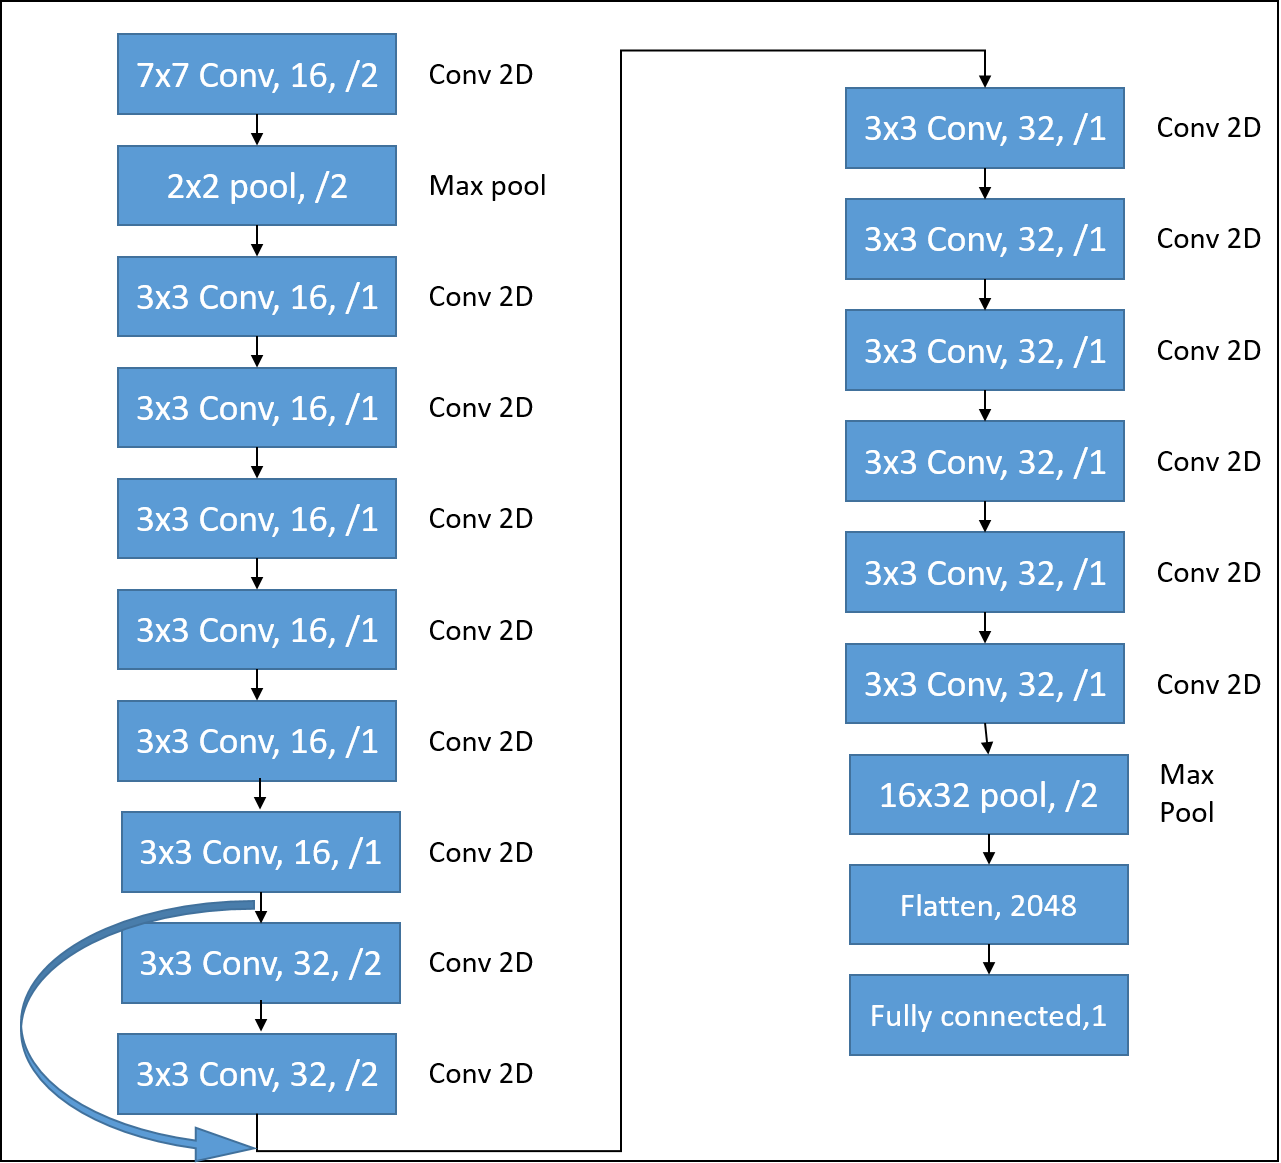 7x7 Conv, 16, /2
Conv 2D
2x2 pool, /2
Max pool
3x3 Conv, 16, /1
Conv 2D
3x3 Conv, 16, /1
Conv 2D
3x3 Conv, 16, /1
Conv 2D
3x3 Conv, 16, /1
Conv 2D
3x3 Conv, 16, /1
Conv 2D
3x3 Conv, 16, /1
Conv 2D
3x3 Conv, 32, /2
Conv 2D
3x3 Conv, 32, /2
Conv 2D
3x3 Conv, 32, /1
Conv 2D
3x3 Conv, 32, /1
Conv 2D
3x3 Conv, 32, /1
Conv 2D
3x3 Conv, 32, /1
Conv 2D
3x3 Conv, 32, /1
Conv 2D
3x3 Conv, 32, /1
Conv 2D
16x32 pool, /2
Max
Pool
Flatten, 2048
Fully connected,1